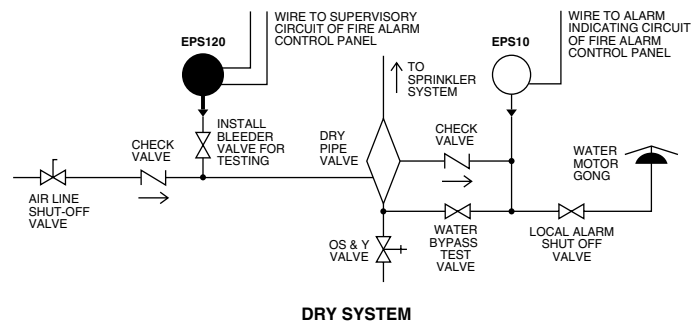 WIRE TO SUPERVISORY
CIRCUIT OF FIRE ALARM
CONTROL PANEL
EPS120
WIRE TO ALARM
INDICATING CIRCUIT
OF FIRE ALARM
CONTROL PANEL
EPS10
TO
SPRINKLER
SYSTEM
INSTALL
BLEEDER
VALVE FOR
TESTING
CHECK
VALVE
DRY
PIPE
VALVE
CHECK
VALVE
WATER
MOTOR
GONG
AIR LINE
SHUT-OFF
VALVE
OS & Y
VALVE
WATER
BYPASS
TEST
VALVE
LOCAL ALARM
SHUT OFF
VALVE
DRY SYSTEM